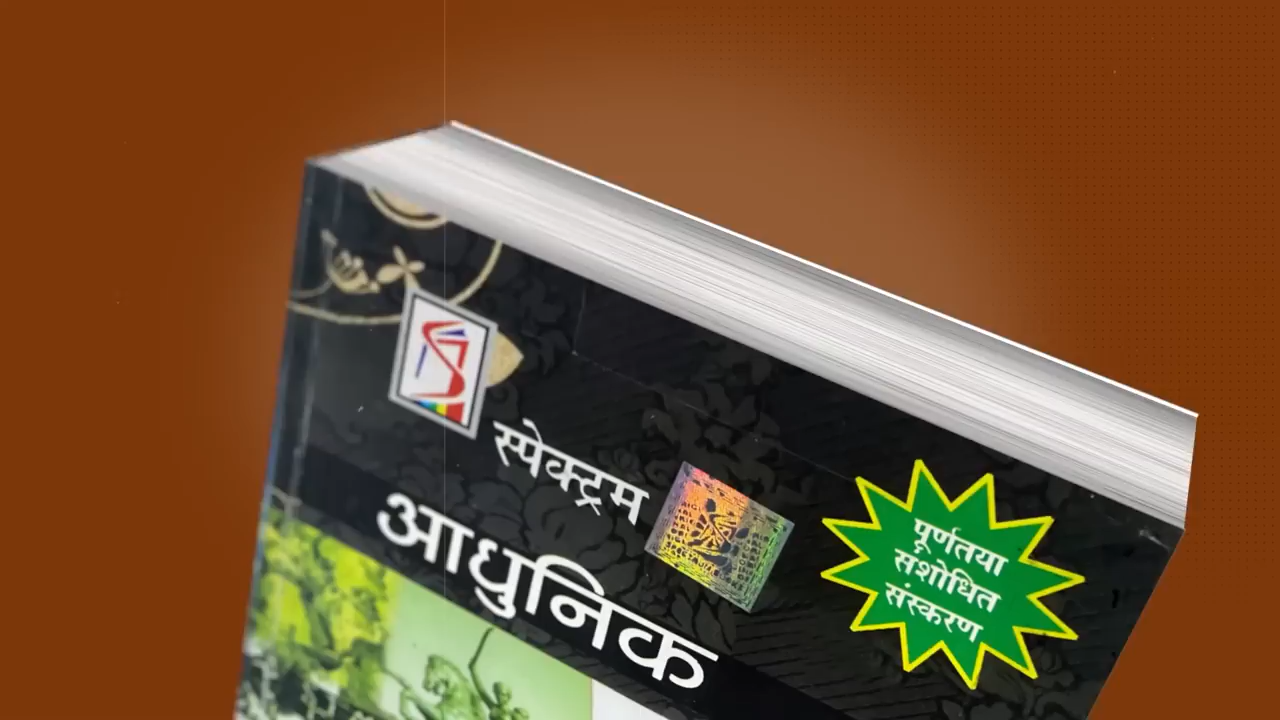 स्पेक्ट्रम
आधुनिक
पूर्णतया
संशोधित
संस्करण